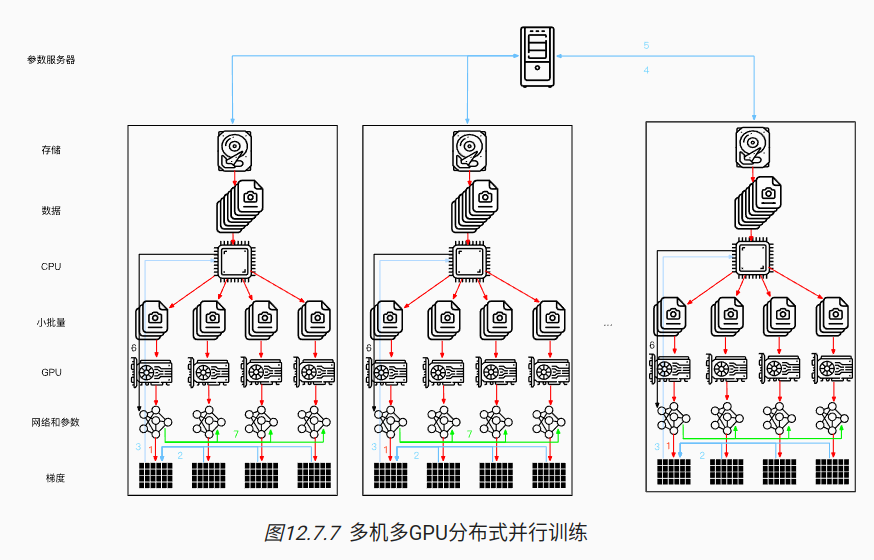 参数服务器
5
4
存储
数据
CPU
小批量
...
6 6 6
GPU
网络和参数
7 7
3 1 2 3 1 2 3 1 2
梯度
图12.7.7 多机多GPU分布式并行训练